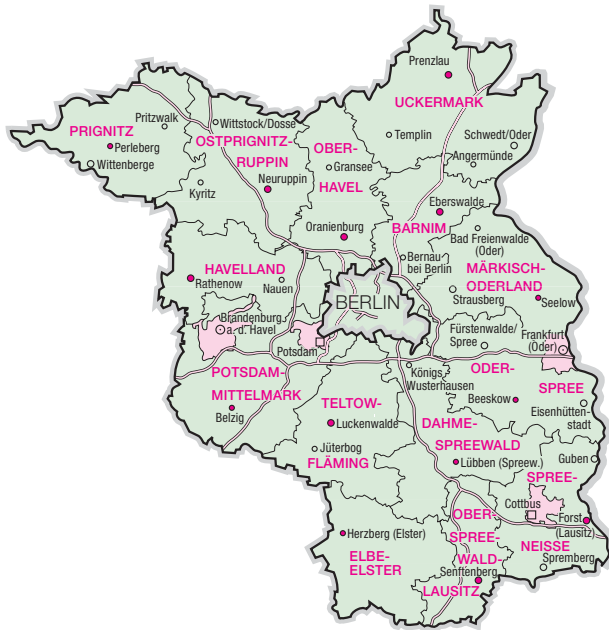 Prenzlau
UCKERMARK
Pritzwalk
Wittstock/Dosse
PRIGNITZ
Perleberg
OSTPRIGNITZ-
RUPPIN
Templin
Schwedt/Oder
Wittenberge
OBER-
HAVEL
Gransee
Angermünde
Kyritz
Neuruppin
Eberswalde
Oranienburg
BARNIM
Bad Freienwalde
(Oder)
HAVELLAND
Bernau
bei Berlin
MÄRKISCH-
ODERLAND
Rathenow
Nauen
BERLIN
Strausberg
Seelow
Brandenburg
a. d. Havel
Fürstenwalde/
Spree
Frankfurt
(Oder)
Potsdam
POTSDAM-
MITTELMARK
Königs
Wusterhausen
ODER-
SPREE
Belzig
TELTOW-
FLÄMING
Luckenwalde
Beeskow
Eisenhütten-
stadt
DAHME-
SPREEWALD
Jüterbog
Lübben (Spreew.)
Guben
SPREE-
NEISSE
Cottbus
Forst
(Lausitz)
Herzberg (Elster)
OBER
SPREE-
WALD-
LAUSITZ
ELBE-
ELSTER
Senftenberg
Spremberg